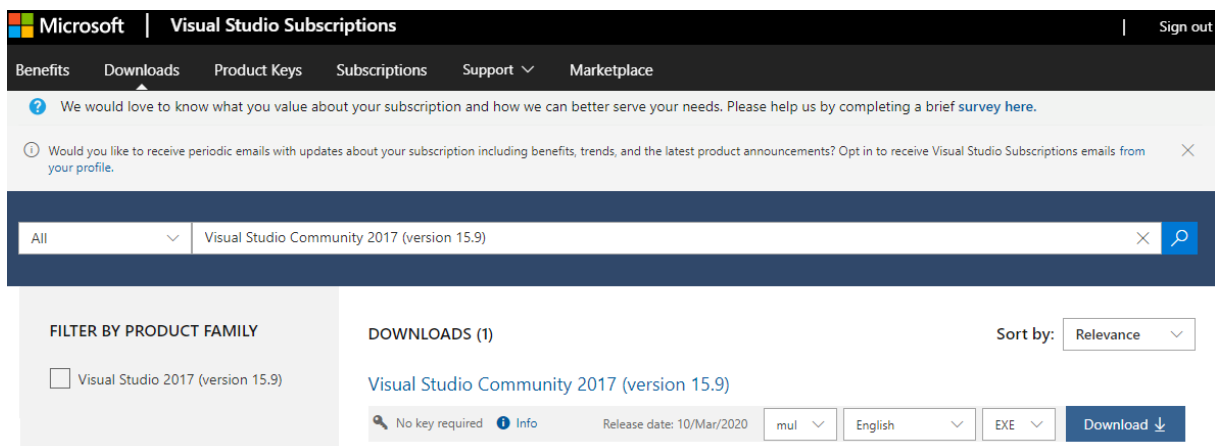 Microsoft | Visual Studio Subscriptions | Sign out
Benefits Downloads Product Keys Subscriptions Support Marketplace
We would love to know what you value about your subscription and how we can better serve your needs. Please help us by completing a brief survey here.
Would you like to receive periodic emails with updates about your subscription including benefits, trends, and the latest product announcements? Opt in to receive Visual Studio Subscriptions emails from
your profile.
All Visual Studio Community 2017 (version 15.9)
FILTER BY PRODUCT FAMILY
Visual Studio 2017 (version 15.9)
DOWNLOADS (1)
Sort by: Relevance
Visual Studio Community 2017 (version 15.9)
No key required Info Release date: 10/Mar/2020 mul English EXE Download